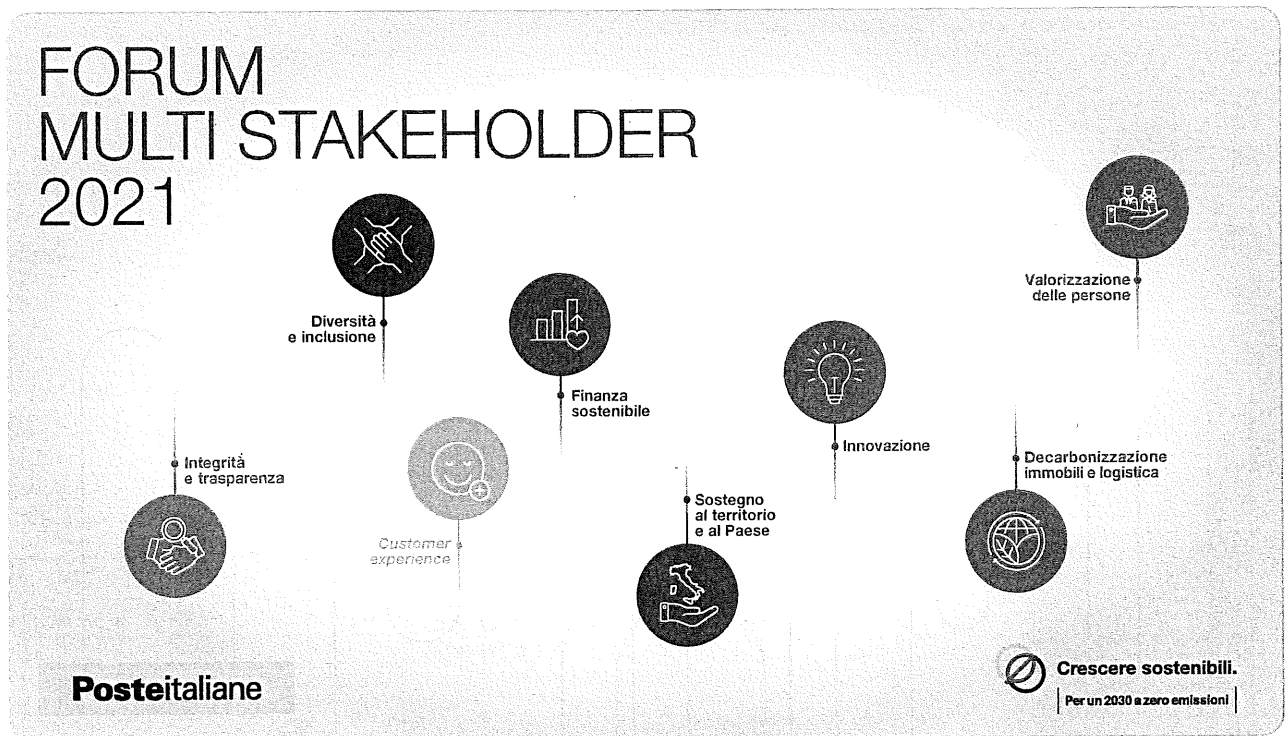 FORUM
MULTI STAKEHOLDER
2021
Diversità
e inclusione
Finanza
sostenibile
Valorizzazione
delle persone
Innovazione
Integrità
e trasparenza
Customer
experience
Sostegno
al territorio
e al Paese
Decarbonizzazione
immobili e logistica
Posteitaliane
Crescere sostenibili.
Per un 2030 a zero emissioni